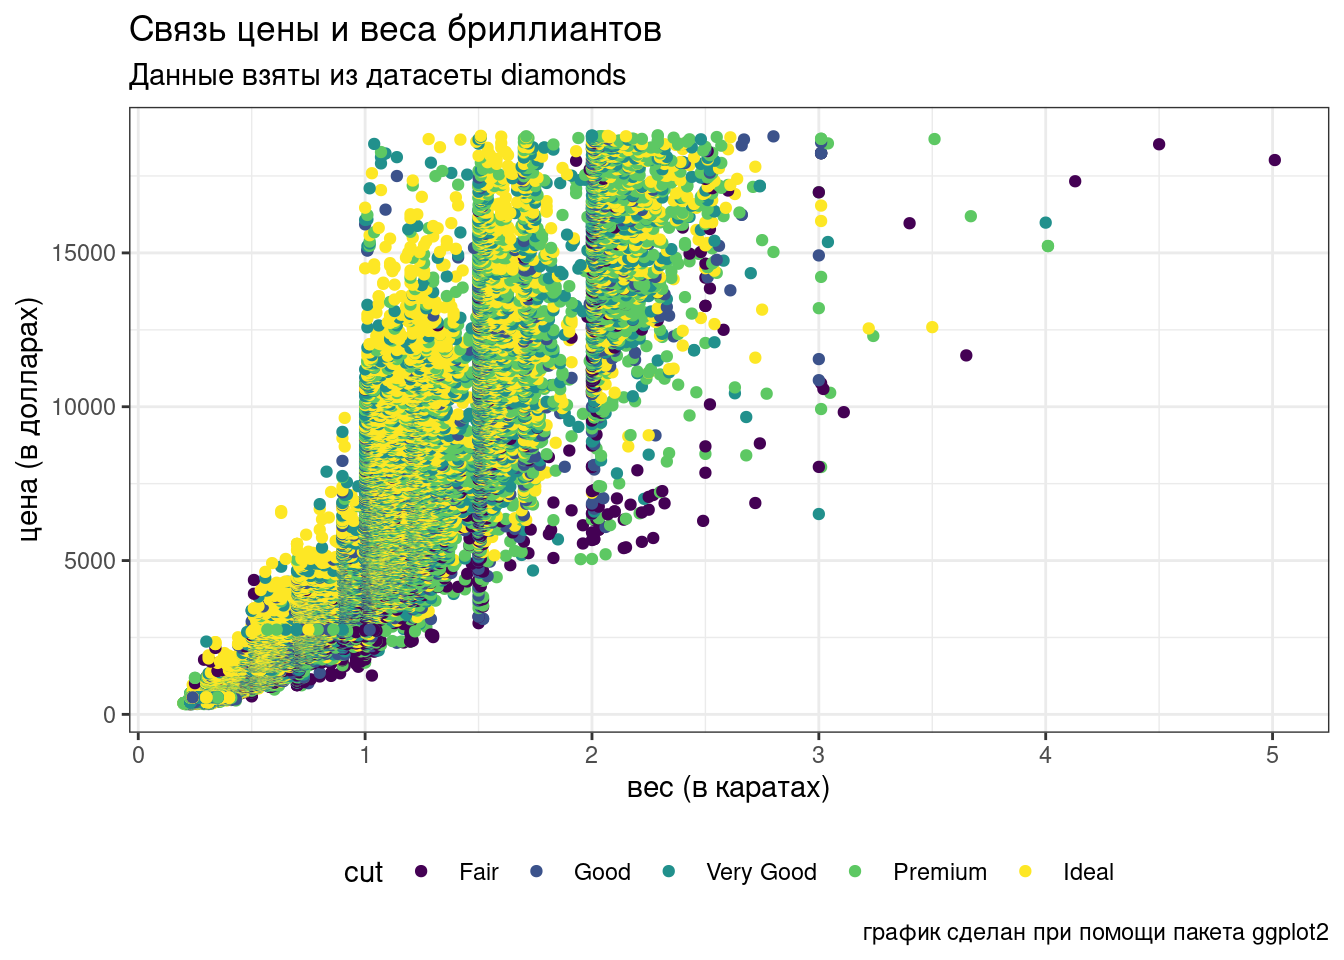 Связь цены и веса бриллиантов
Данные взяты из датасеты diamonds
цена (в долларах)
15000
10000
5000
0
0 1 2 3 4 5
вес (в каратах)
cut Fair Good Very Good Premium Ideal
график сделан при помощи пакета ggplot2